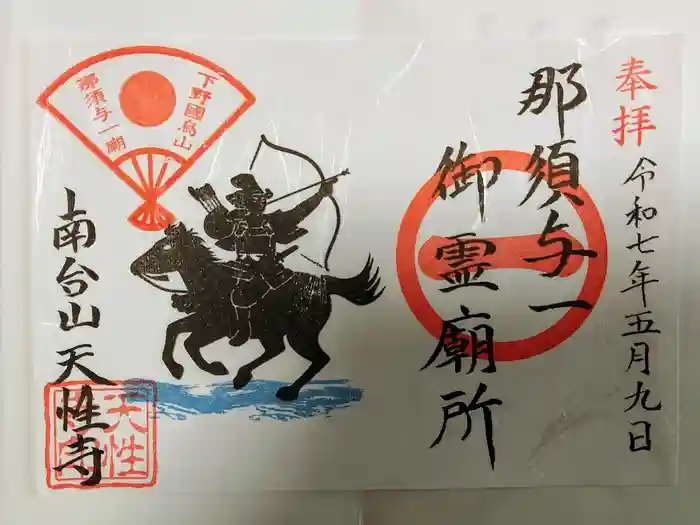 奉拝
令和七年五月九日
那須与一
御霊廟所
下野國烏山
那須与一廟
南台山天性寺
天性